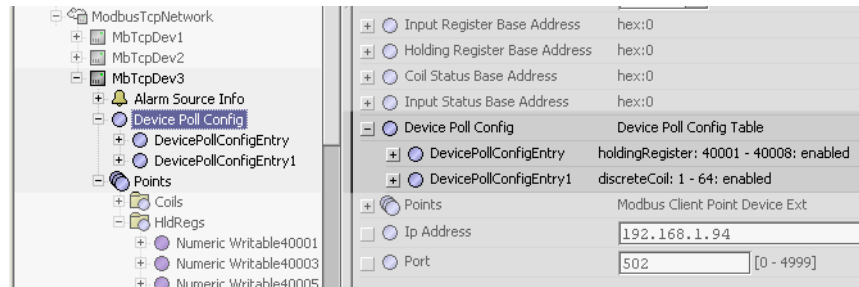 ModbusTcpNetwork
MbTcpDev1
MbTcpDev2
MbTcpDev3
Alarm Source Info
Device Poll Config
DevicePollConfigEntry
DevicePollConfigEntry1
Points
Coils
HldRegs
Numeric Writable40001
Numeric Writable40003
Numeric Writable40005
Input Register Base Address hex:0
Holding Register Base Address hex:0
Coil Status Base Address hex:0
Input Status Base Address hex:0
Device Poll Config Device Poll Config Table
DevicePollConfigEntry holdingRegister: 40001 - 40008: enabled
DevicePollConfigEntry1 discreteCoil: 1 - 64: enabled
Points Modbus Client Point Device Ext
Ip Address 192.168.1.94
Port 502 [0 - 4999]